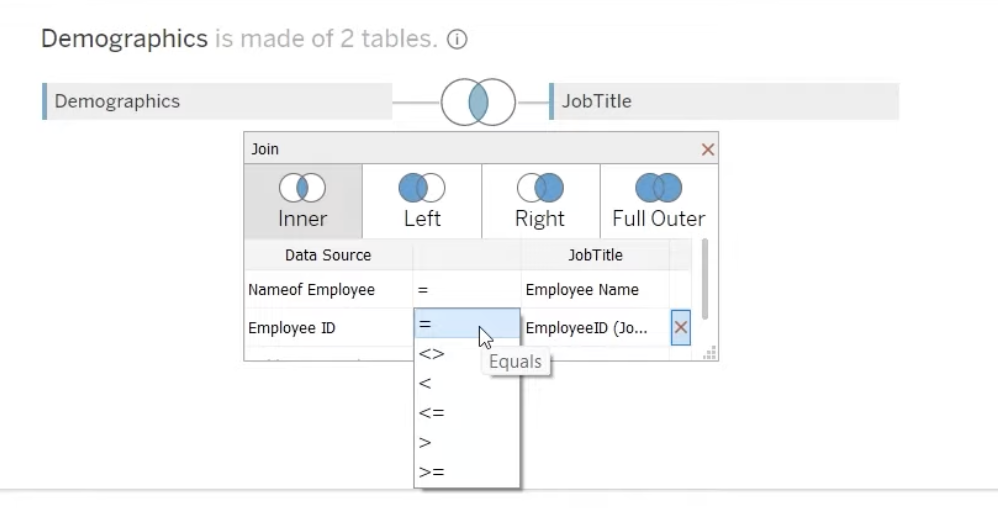 Demographics is made of 2 tables. ⓘ
Demographics
JobTitle
Join
Inner
Left
Right
Full Outer
Data Source
JobTitle
Nameof Employee = Employee Name
Employee ID = EmployeeID (Jo...
Equals
<>
<
<=
>
>=